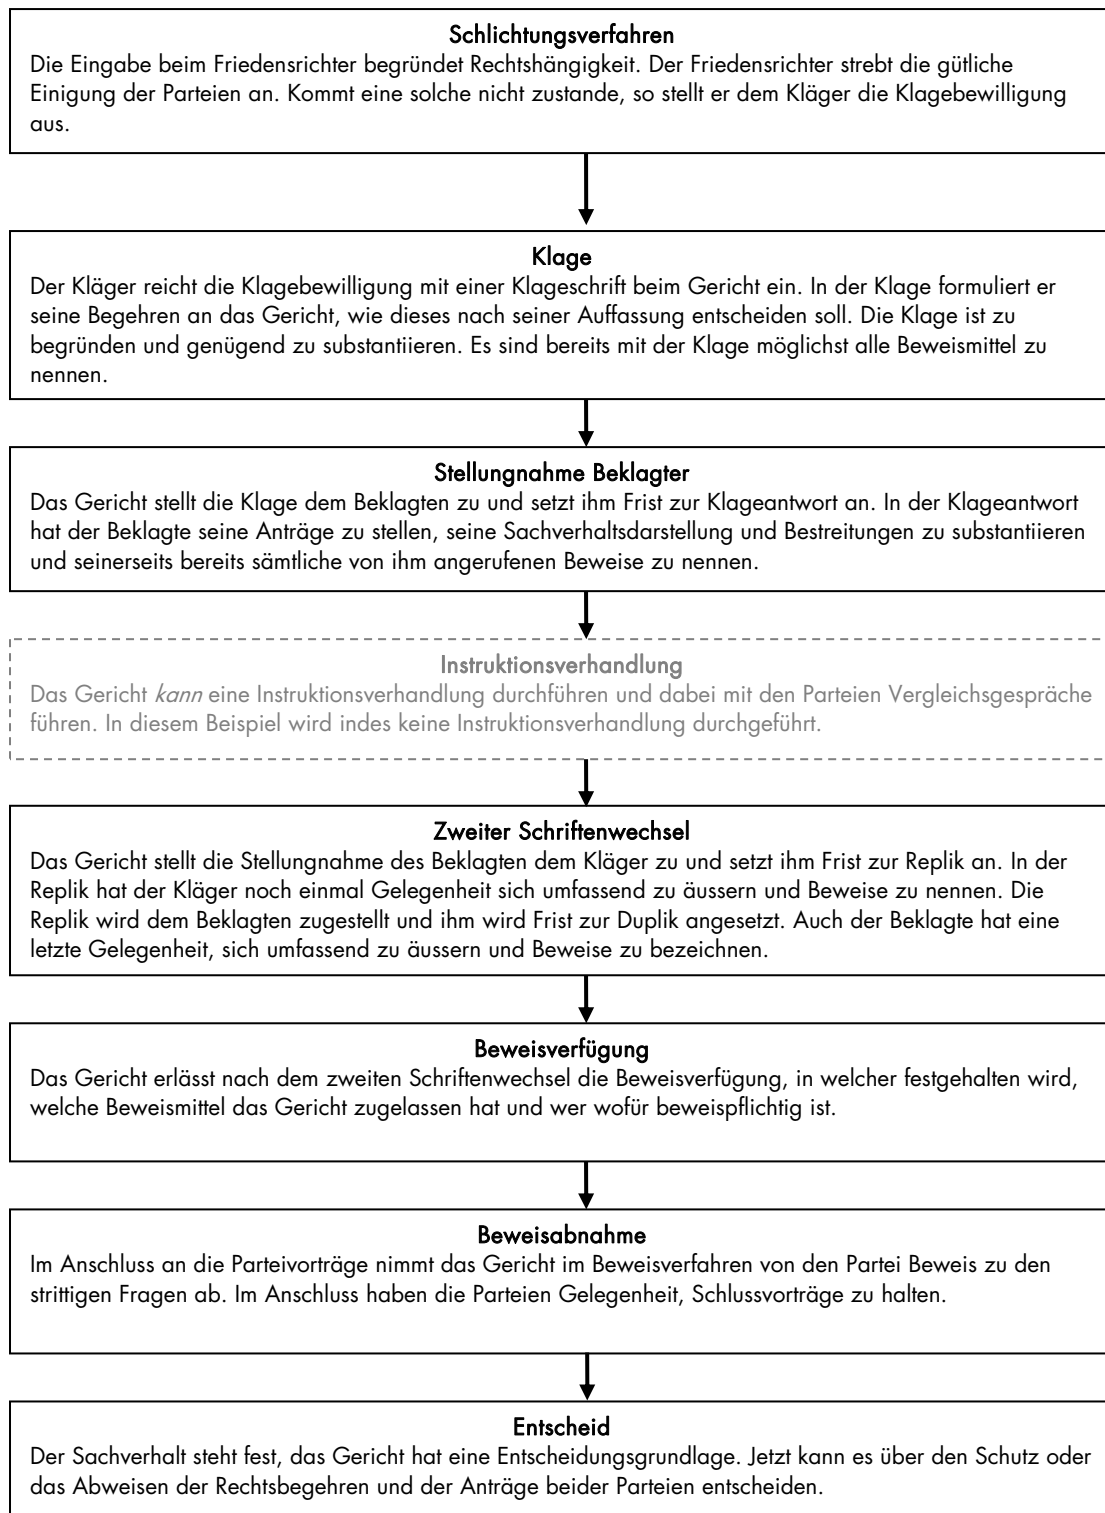 Schlichtungsverfahren
Die Eingabe beim Friedensrichter begründet Rechtshängigkeit. Der Friedensrichter strebt die gütliche
Einigung der Parteien an. Kommt eine solche nicht zustande, so stellt er dem Kläger die Klagebewilligung
aus.
Klage
Der Kläger reicht die Klagebewilligung mit einer Klageschrift beim Gericht ein. In der Klage formuliert er
seine Begehren an das Gericht, wie dieses nach seiner Auffassung entscheiden soll. Die Klage ist zu
begründen und genügend zu substantiieren. Es sind bereits mit der Klage möglichst alle Beweismittel zu
nennen.
Stellungnahme Beklagter
Das Gericht stellt die Klage dem Beklagten zu und setzt ihm Frist zur Klageantwort an. In der Klageantwort
hat der Beklagte seine Anträge zu stellen, seine Sachverhaltsdarstellung und Bestreitungen zu substantiieren
und seinerseits bereits sämtliche von ihm angerufenen Beweise zu nennen.
Instruktionsverhandlung
Das Gericht kann eine Instruktionsverhandlung durchführen und dabei mit den Parteien Vergleichsgespräche
führen. In diesem Beispiel wird indes keine Instruktionsverhandlung durchgeführt.
Zweiter Schriftenwechsel
Das Gericht stellt die Stellungnahme des Beklagten dem Kläger zu und setzt ihm Frist zur Replik an. In der
Replik hat der Kläger noch einmal Gelegenheit sich umfassend zu äussern und Beweise zu nennen. Die
Replik wird dem Beklagten zugestellt und ihm wird Frist zur Duplik angesetzt. Auch der Beklagte hat eine
letzte Gelegenheit, sich umfassend zu äussern und Beweise zu bezeichnen.
Beweisverfügung
Das Gericht erlässt nach dem zweiten Schriftenwechsel die Beweisverfügung, in welcher festgehalten wird,
welche Beweismittel das Gericht zugelassen hat und wer wofür beweispflichtig ist.
Beweisabnahme
Im Anschluss an die Parteivorträge nimmt das Gericht im Beweisverfahren von den Partei Beweis zu den
strittigen Fragen ab. Im Anschluss haben die Parteien Gelegenheit, Schlussvorträge zu halten.
Entscheid
Der Sachverhalt steht fest, das Gericht hat eine Entscheidungsgrundlage. Jetzt kann es über den Schutz oder
das Abweisen der Rechtsbegehren und der Anträge beider Parteien entscheiden.